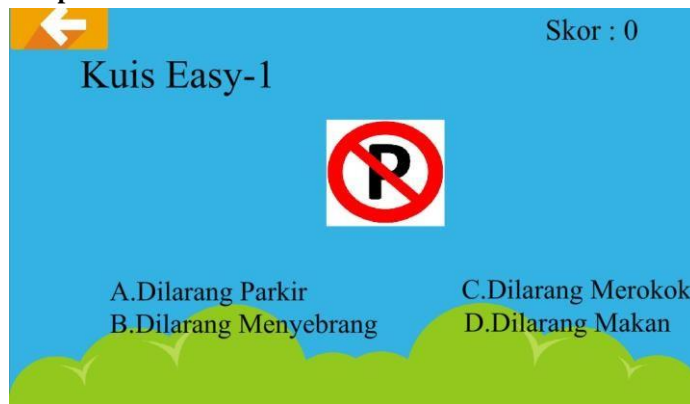 Skor : 0
Kuis Easy-1
P
A.Dilarang Parkir
C.Dilarang Merokok
B.Dilarang Menyebrang
D.Dilarang Makan